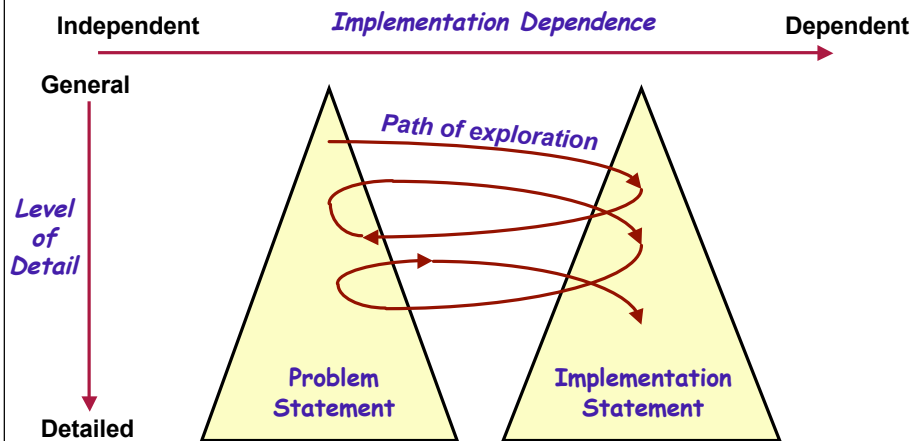 Independent
Implementation Dependence
Dependent
General
Path of exploration
Level
of
Detail
Problem
Statement
Implementation
Statement
Detailed